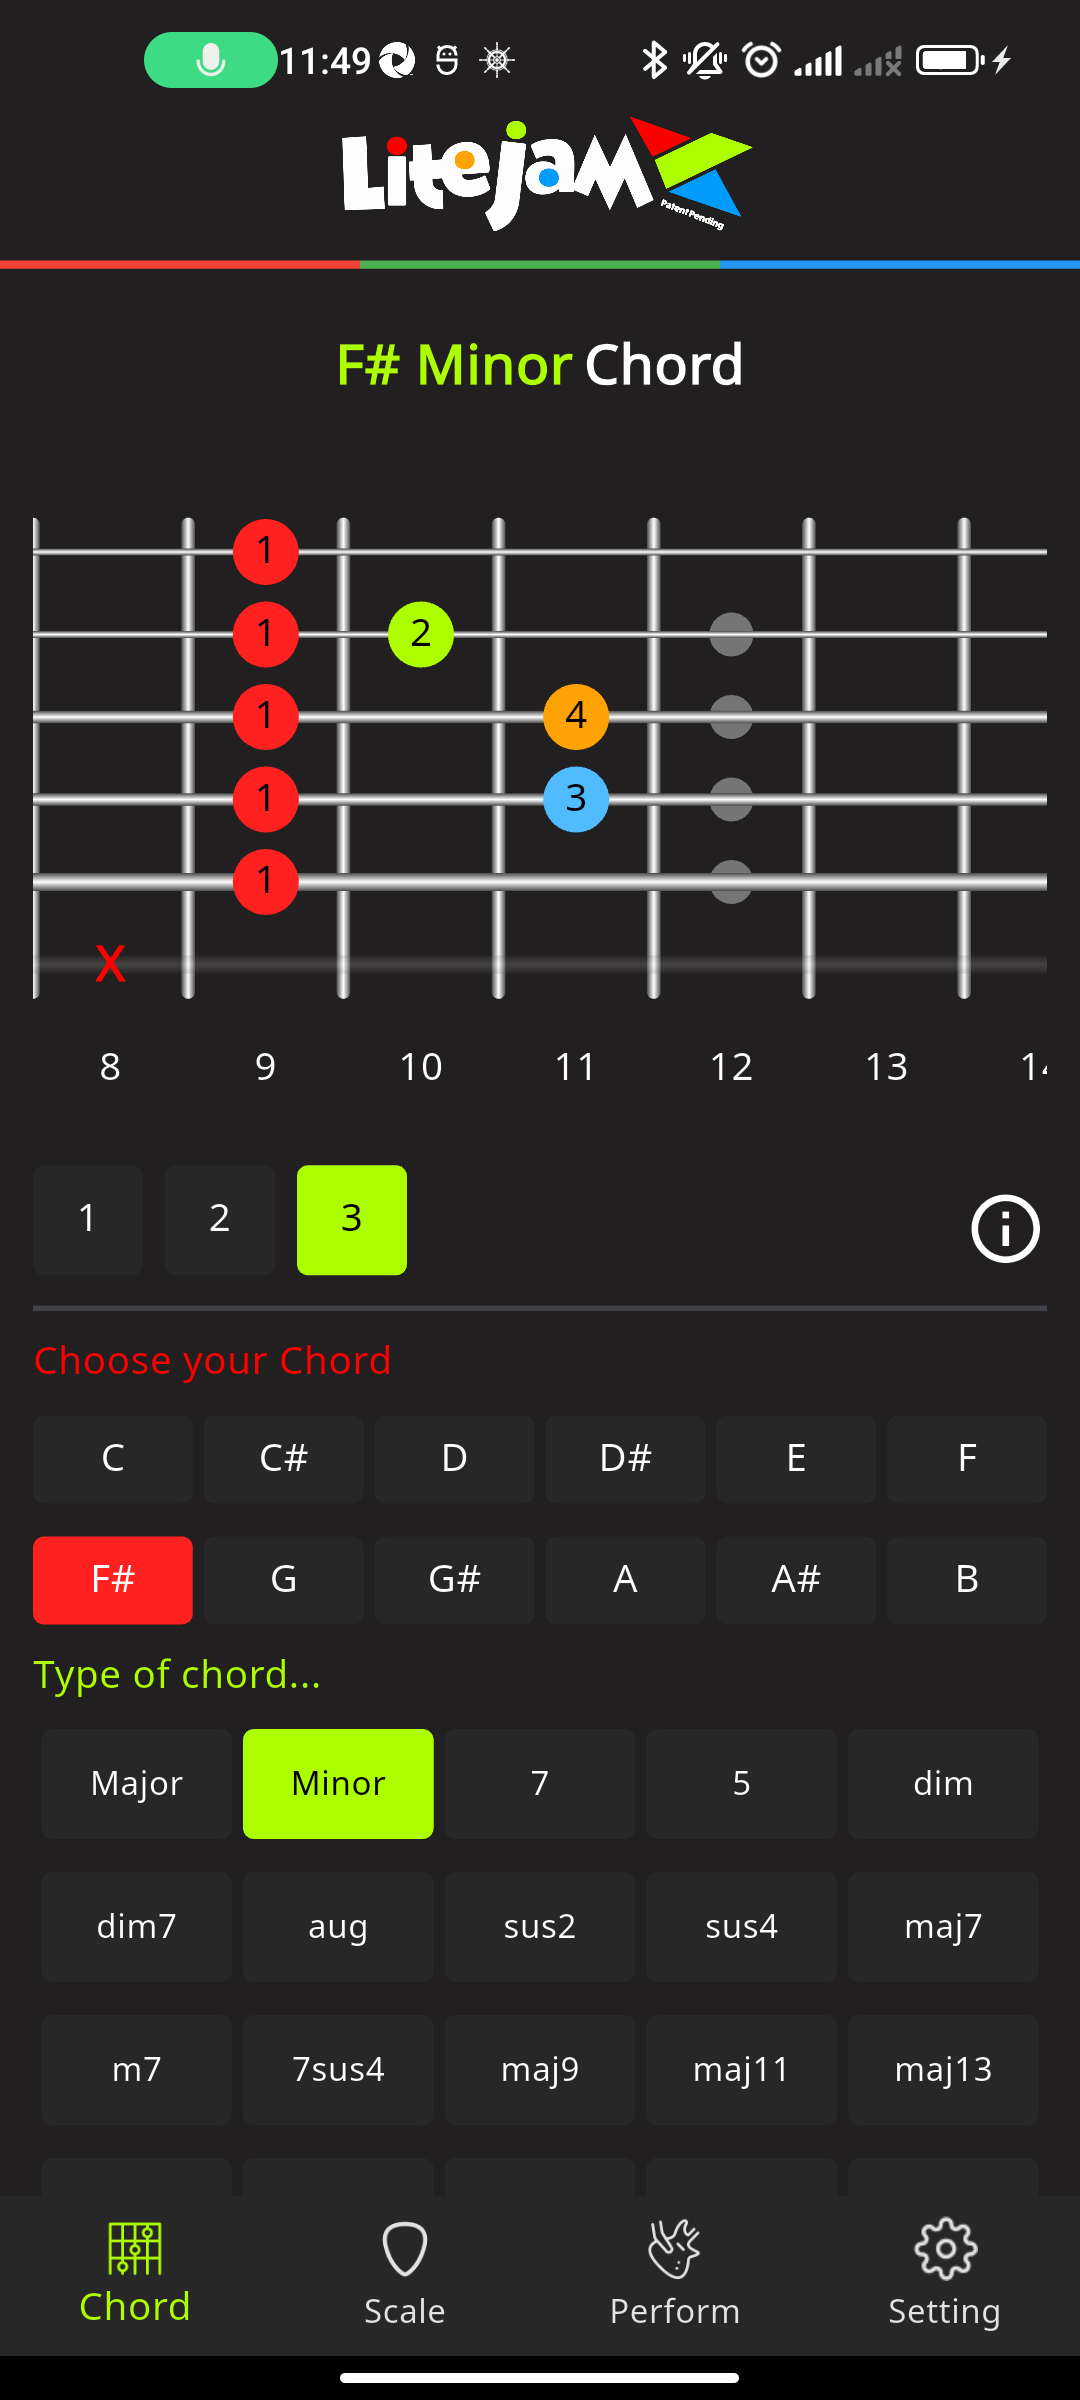 11:49
Litejam
Patent Pending
F# Minor Chord
1
1 2
1 4
1 3
1
X
8 9 10 11 12 13 14
1 2 3
Choose your Chord
C C# D D# E F
F# G G# A A# B
Type of chord...
Major Minor 7 5 dim
dim7 aug sus2 sus4 maj7
m7 7sus4 maj9 maj11 maj13
Chord Scale Perform Setting